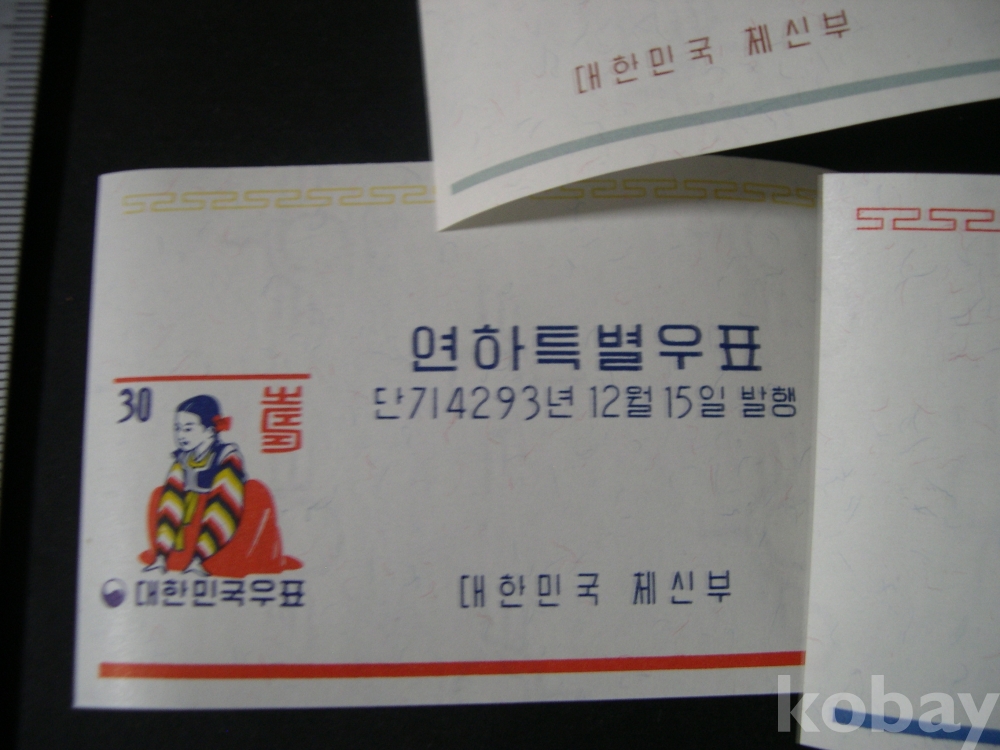 대한민국 체신부
연하특별우표
단기4293년 12월 15일 발행
30
대한민국우표
대한민국 체신부
kobay